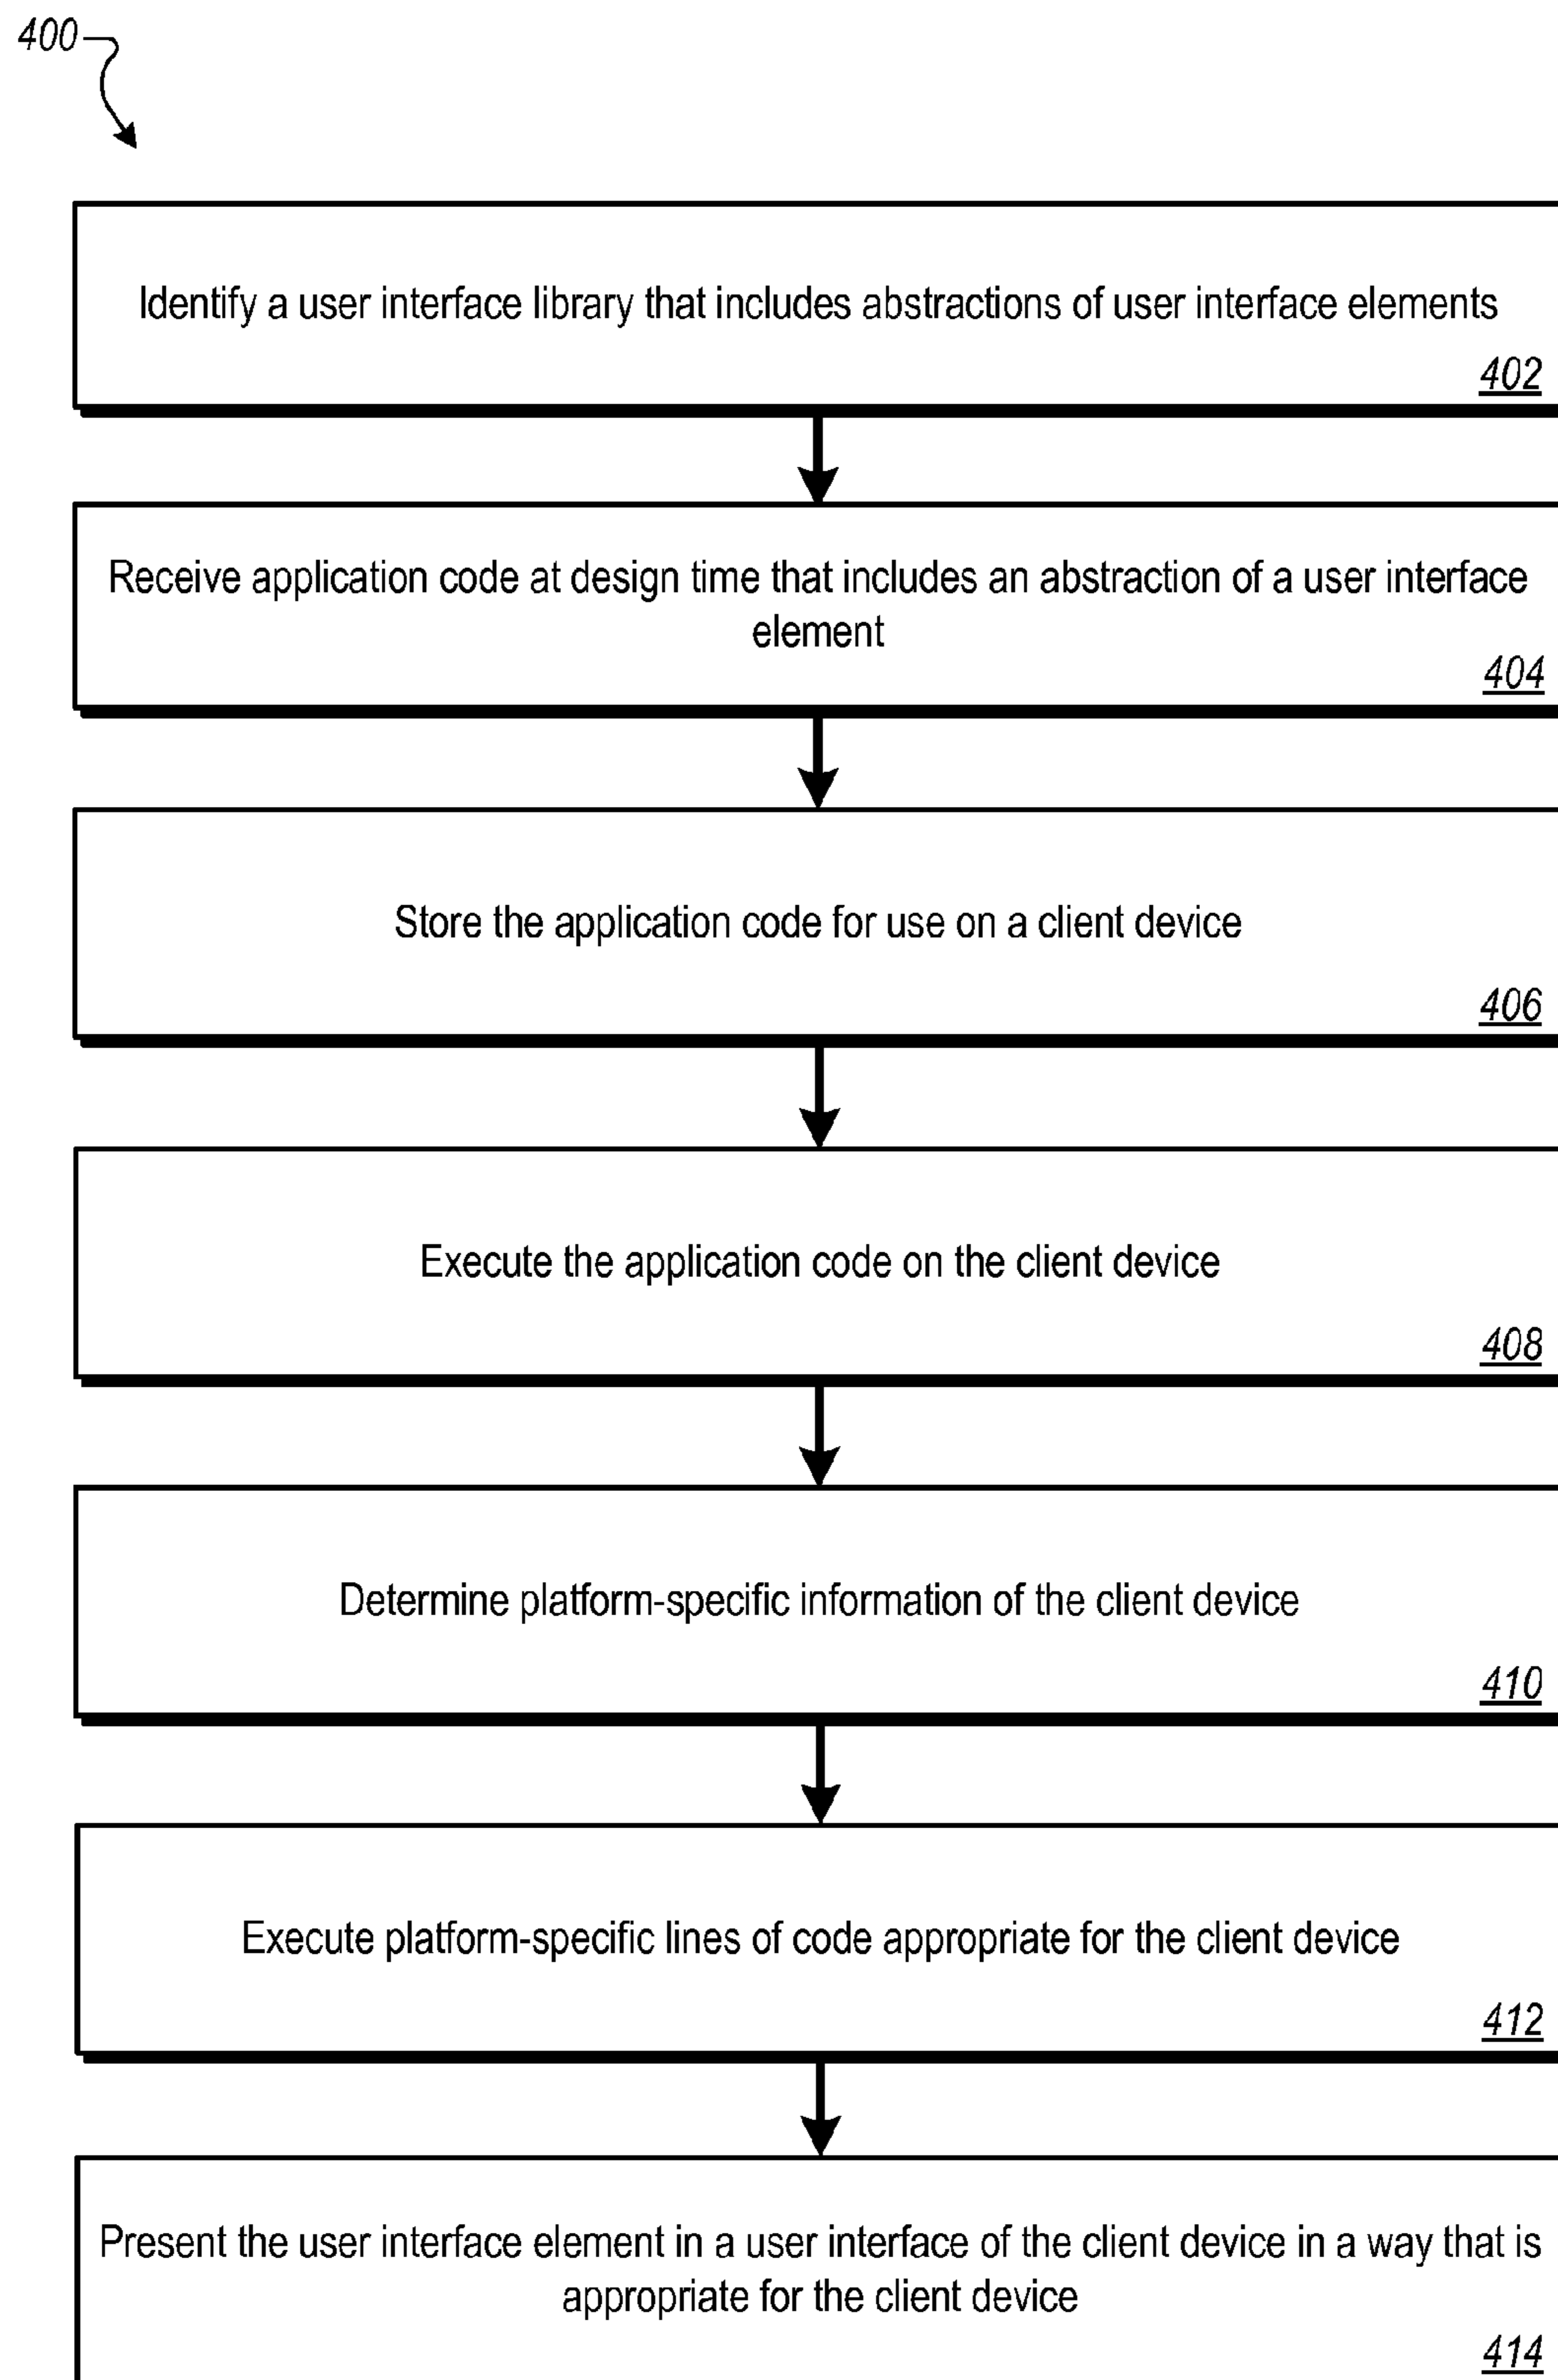 400
Identify a user interface library that includes abstractions of user interface elements
402
Receive application code at design time that includes an abstraction of a user interface
element
404
Store the application code for use on a client device
406
Execute the application code on the client device
408
Determine platform-specific information of the client device
410
Execute platform-specific lines of code appropriate for the client device
412
Present the user interface element in a user interface of the client device in a way that is
appropriate for the client device
414